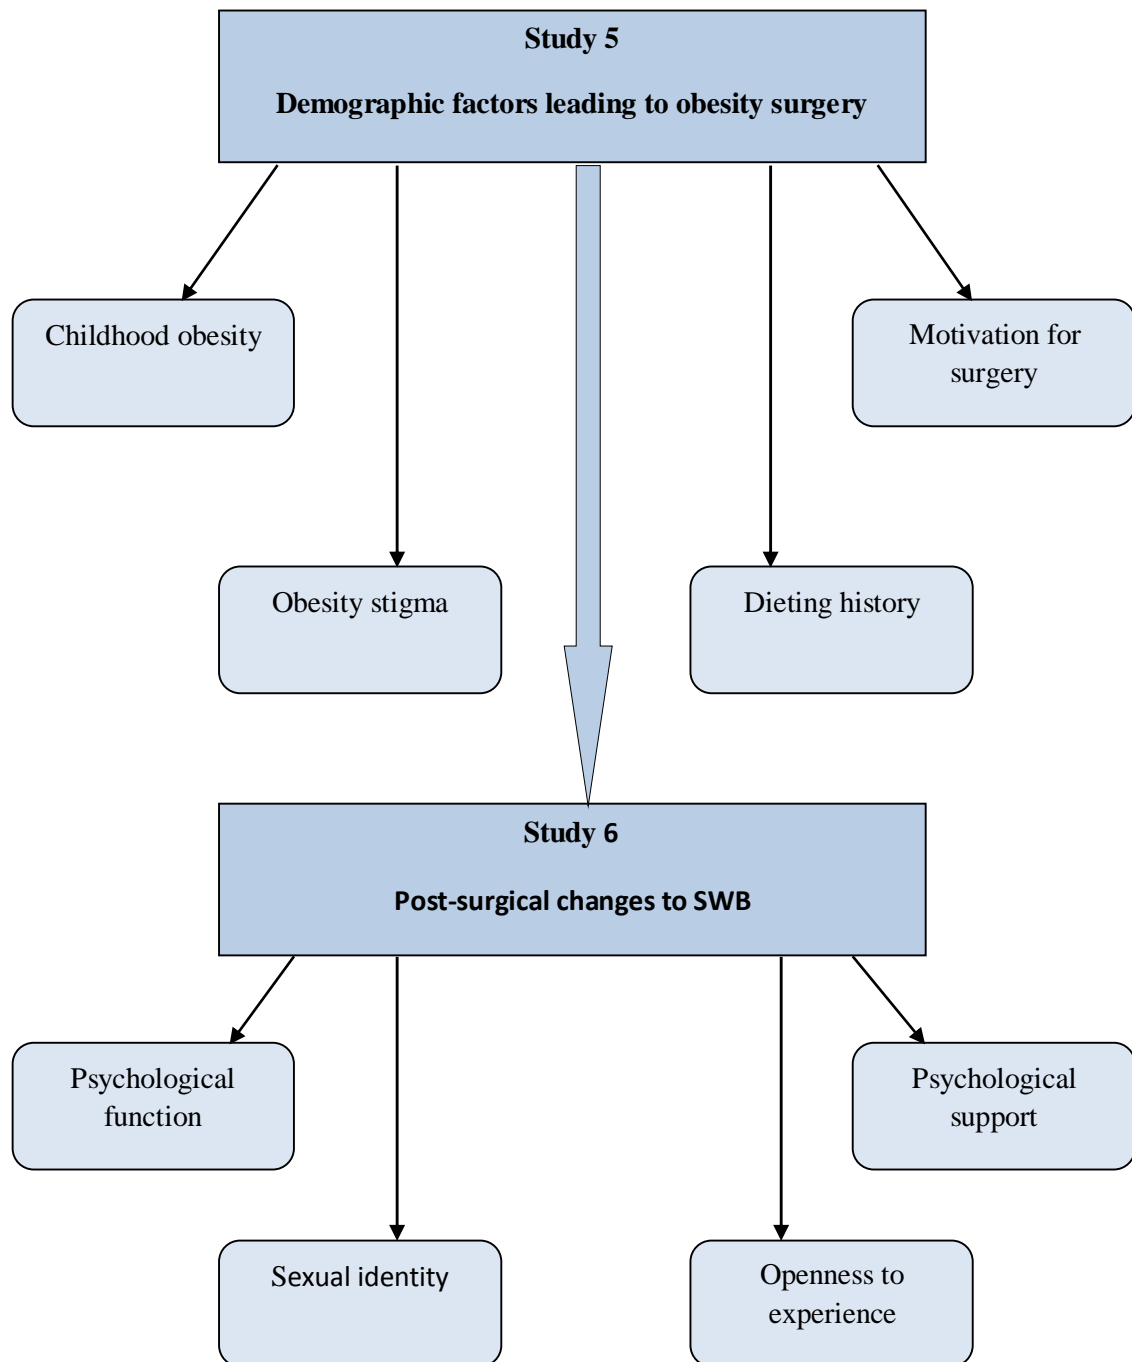 Study 5
Demographic factors leading to obesity surgery
Childhood obesity
Motivation for
surgery
Obesity stigma
Dieting history
Study 6
Post-surgical changes to SWB
Psychological
function
Psychological
support
Sexual identity
Openness to
experience